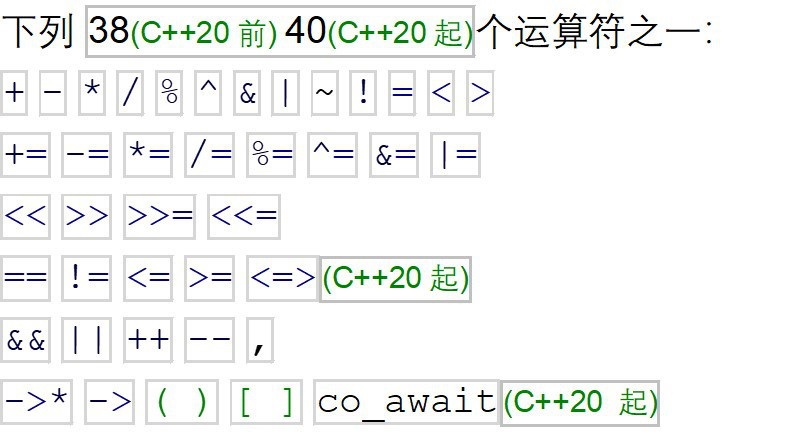 下列 38(C++20 前) 40(C++20 起)个运算符之一：
+ - * / % ^ & | ~ ! = < >
+= -= *= /= %= ^= &= |=
<< >> >>= <<=
== != <= >= <=>(C++20 起)
&& || ++ -- ,
->* -> ( ) [ ] co_await(C++20 起)